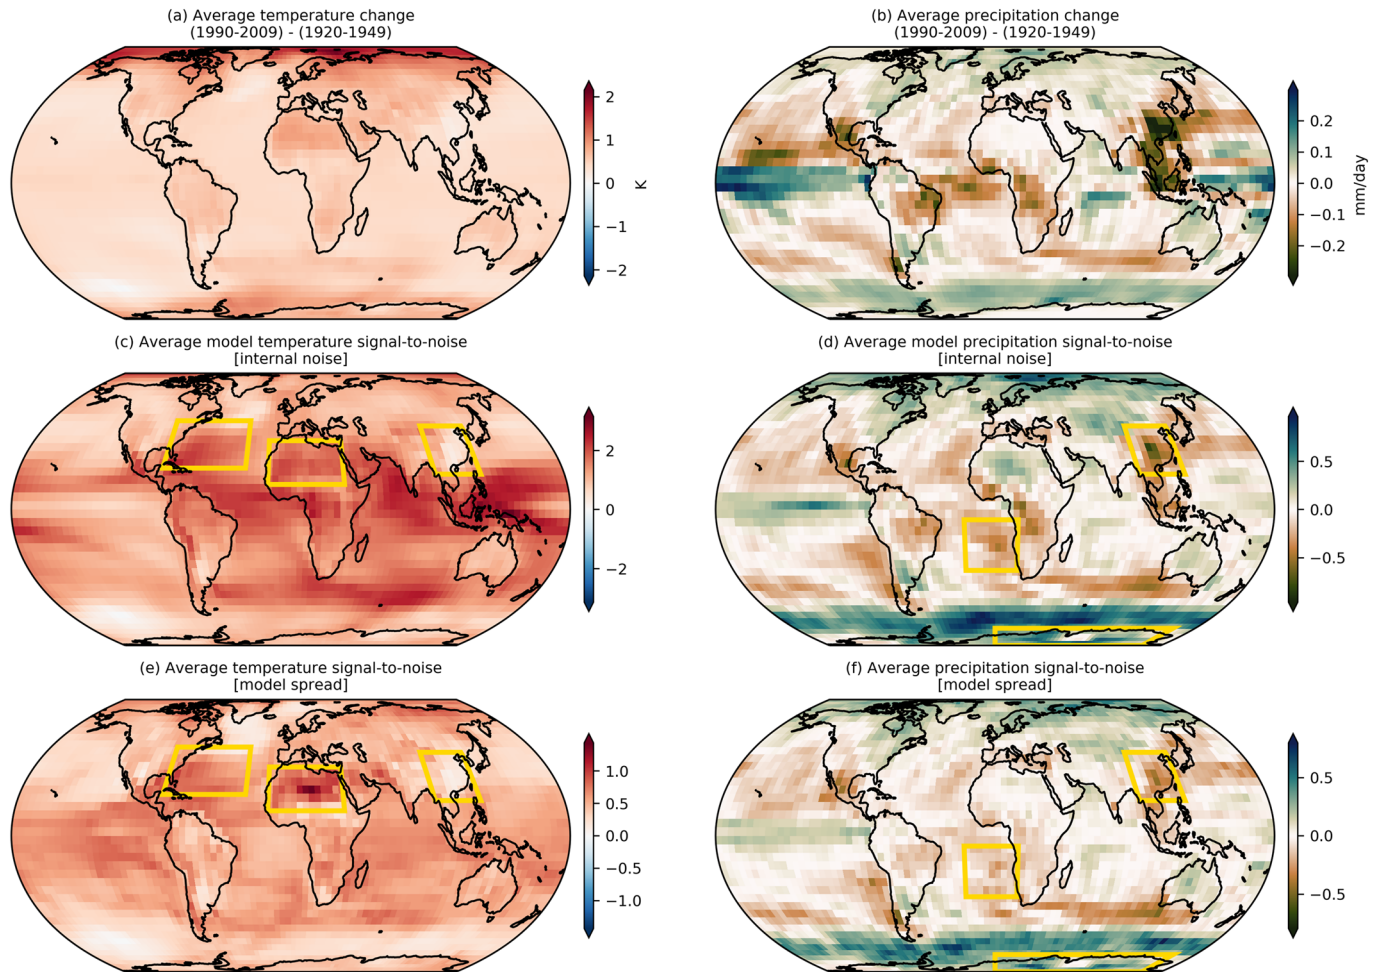 (a) Average temperature change
(1990-2009) - (1920-1949)
2
1
0
−1
−2
K
(b) Average precipitation change
(1990-2009) - (1920-1949)
0.2
0.1
0.0
−0.1
−0.2
mm/day
(c) Average model temperature signal-to-noise
[internal noise]
2
0
−2
(d) Average model precipitation signal-to-noise
[internal noise]
0.5
0.0
−0.5
(e) Average temperature signal-to-noise
[model spread]
1.0
0.5
0.0
−0.5
−1.0
(f) Average precipitation signal-to-noise
[model spread]
0.5
0.0
−0.5